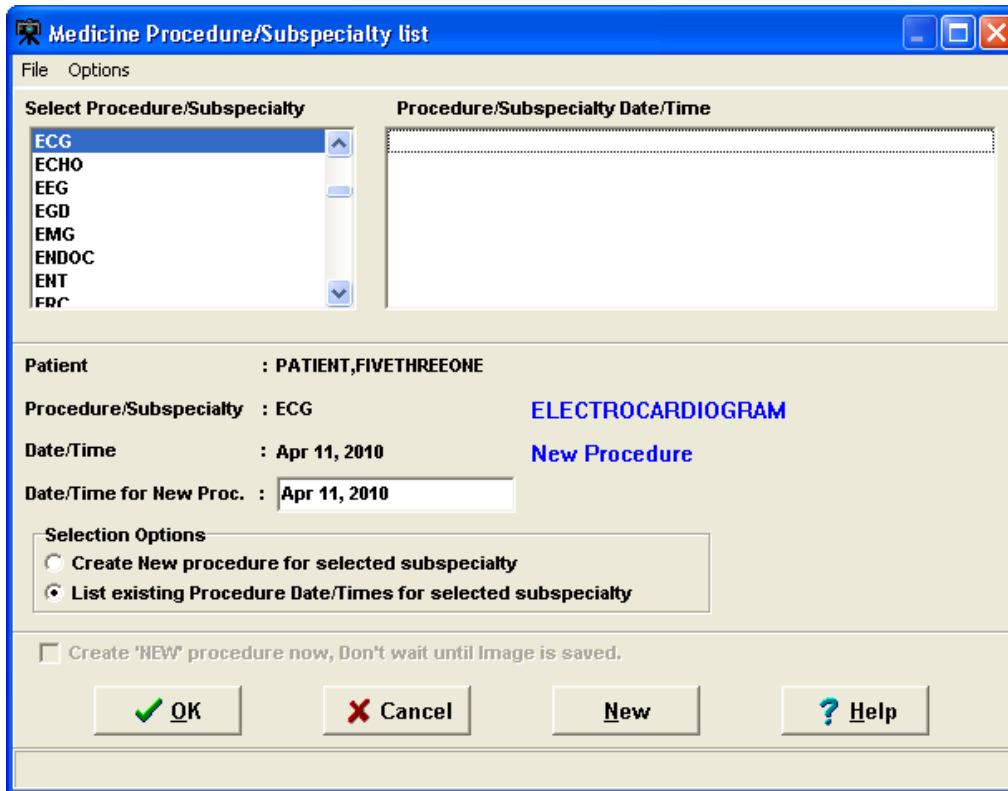 Medicine Procedure/Subspecialty list
File Options
Select Procedure/Subspecialty Procedure/Subspecialty Date/Time
ECG
ECHO
EEG
EGD
EMG
ENDOC
ENT
ERC
Patient : PATIENT,FIVETHREEONE
Procedure/Subspecialty : ECG ELECTROCARDIOGRAM
Date/Time : Apr 11, 2010 New Procedure
Date/Time for New Proc. : Apr 11, 2010
Selection Options
Create New procedure for selected subspecialty
List existing Procedure Date/Times for selected subspecialty
Create 'NEW' procedure now, Don't wait until Image is saved.
OK Cancel New ? Help